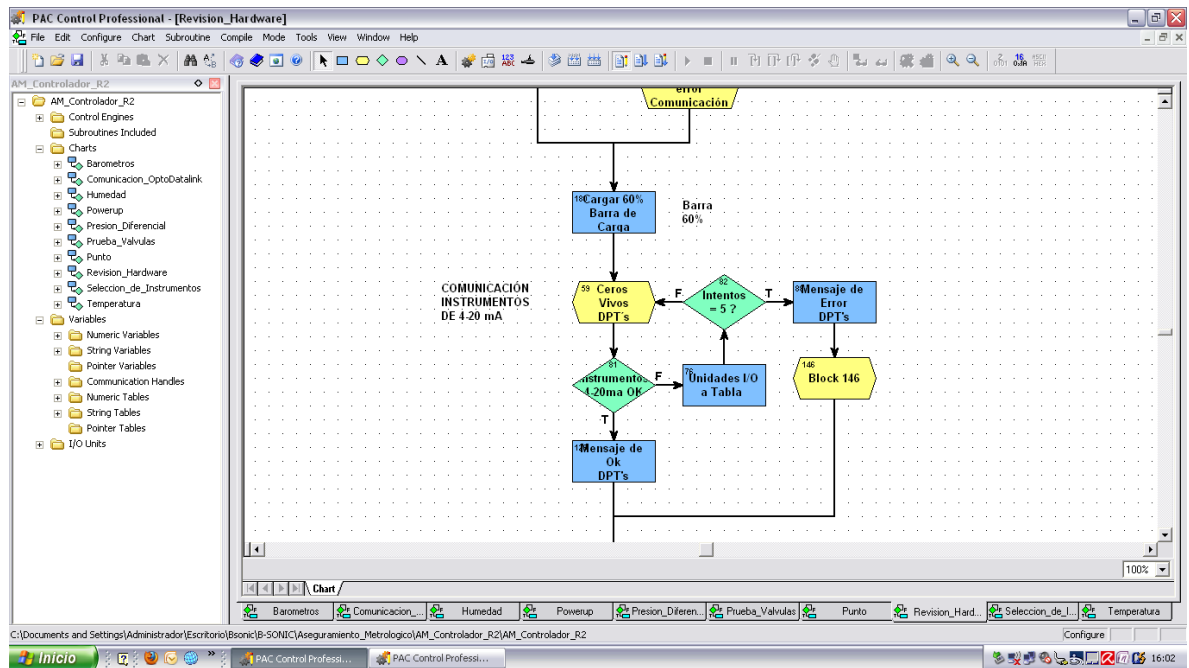 PAC Control Professional - [Revision_Hardware]
File Edit Configure Chart Subroutine Compile Mode Tools View Window Help
AM_Controlador_R2
AM_Controlador_R2
Control Engines
Subroutines Included
Charts
Barometros
Comunicacion_OptoDatalink
Humedad
Powerup
Presion_Diferencial
Prueba_Valvulas
Punto
Revision_Hardware
Seleccion_de_Instrumentos
Temperatura
Variables
Numeric Variables
String Variables
Pointer Variables
Communication Handles
Numeric Tables
String Tables
Pointer Tables
I/O Units
error
Comunicación
Cargar 60%
Barra de
Carga
Barra
60%
COMUNICACIÓN
INSTRUMENTOS
DE 4-20 mA
59
Ceros
Vivos
DPT´s
F
82
Intentos
= 5 ?
T
Mensaje de
Error
DPT's
81
nstrumentos
4-20ma OK
F
76
Unidades I/O
a Tabla
146
Block 146
T
Mensaje de
Ok
DPT's
100%
Chart
Barometros
Comunicacion_...
Humedad
Powerup
Presion_Diferen...
Prueba_Valvulas
Punto
Revision_Hard...
Seleccion_de_I...
Temperatura
C:\Documents and Settings\Administrador\Escritorio\Bsonic\B-SONIC\Aseguramiento_Metrologico\AM_Controlador_R2\AM_Controlador_R2
Configure
Inicio
PAC Control Professi...
PAC Control Professi...
16:02